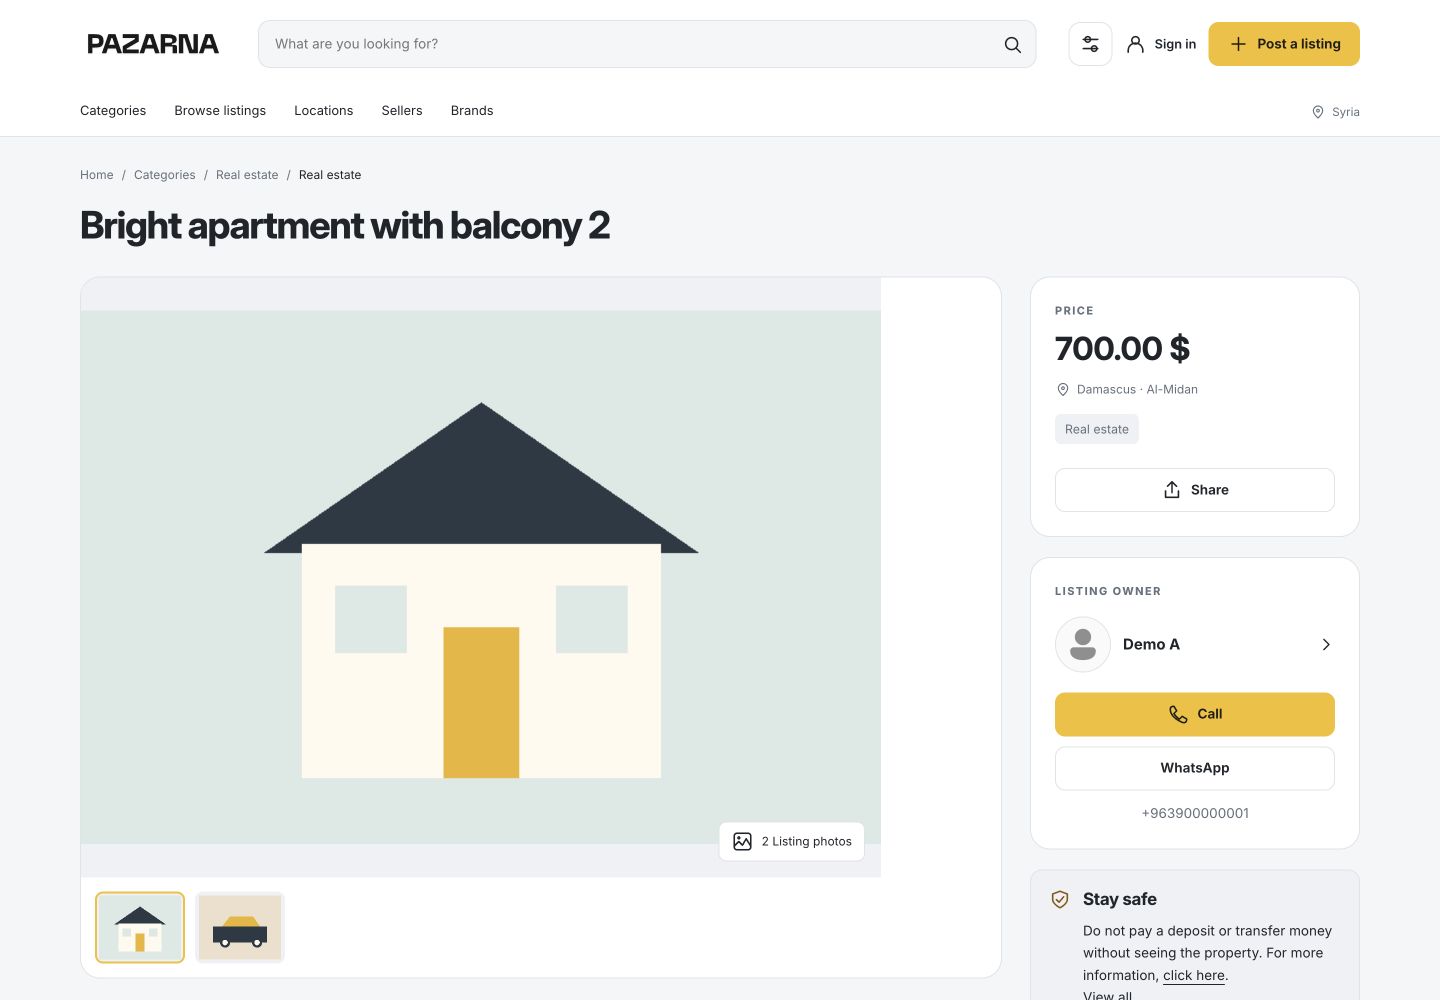 PAZARNA
What are you looking for?
Sign in
Post a listing
Categories
Browse listings
Locations
Sellers
Brands
Syria
Home / Categories / Real estate / Real estate
Bright apartment with balcony 2
2 Listing photos
PRICE
700.00 $
Damascus · Al-Midan
Real estate
Share
LISTING OWNER
Demo A
Call
WhatsApp
+963900000001
Stay safe
Do not pay a deposit or transfer money
without seeing the property. For more
information, click here.
View all